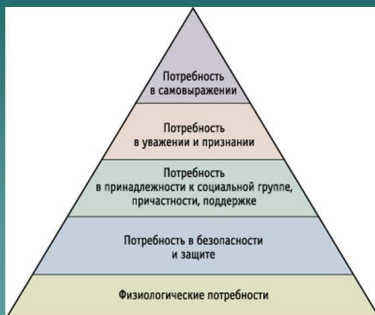 Потребность
в самовыражении
Потребность
в уважении и признании
Потребность
в принадлежности к социальной группе,
причастности, поддержке
Потребность в безопасности
и защите
Физиологические потребности